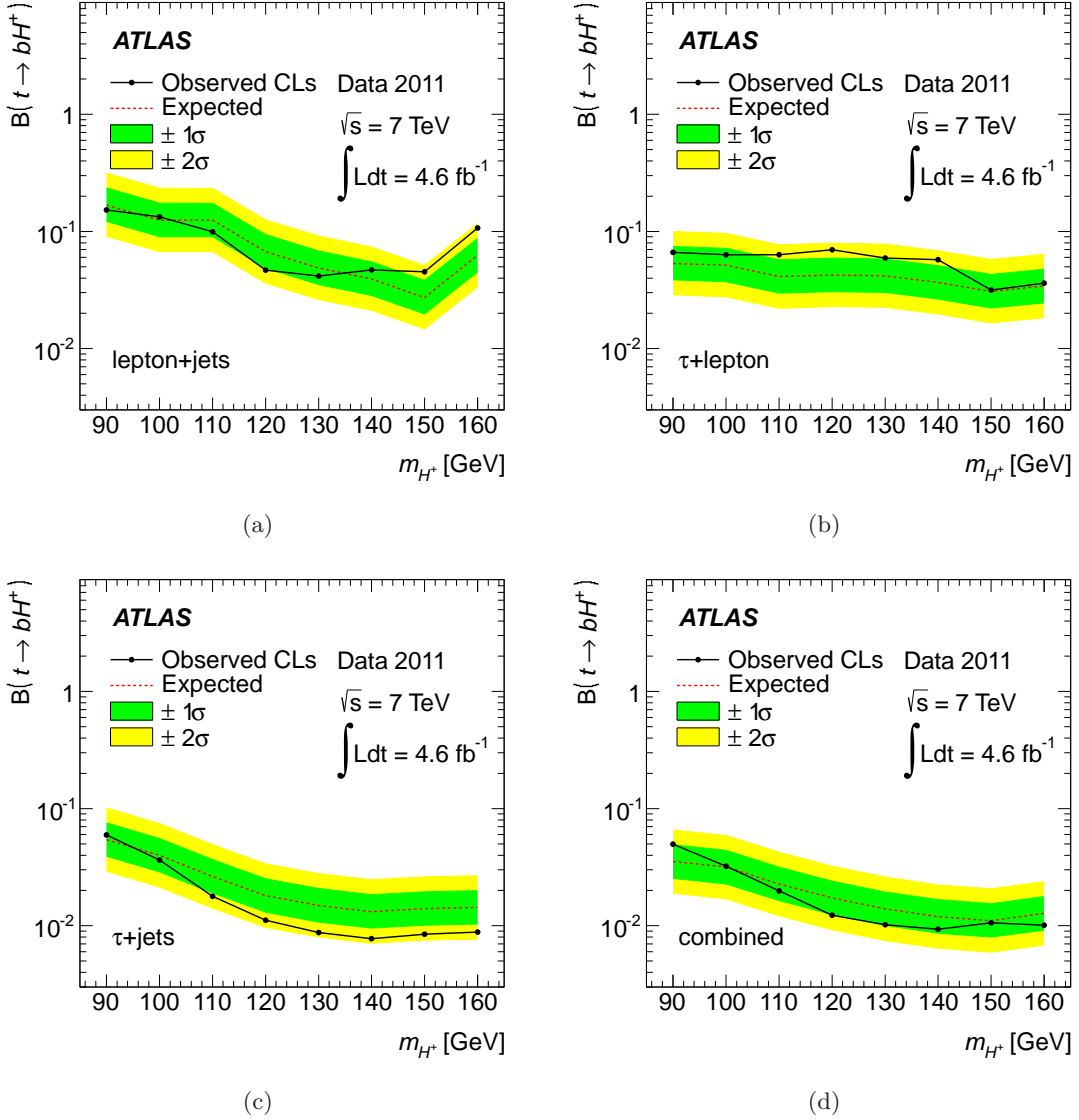 B(t → bH⁺)
ATLAS
Observed CLs
Expected
± 1σ
± 2σ
Data 2011
√s = 7 TeV
∫ Ldt = 4.6 fb⁻¹
1
10⁻¹
10⁻²
lepton+jets
90 100 110 120 130 140 150 160
m_H⁺ [GeV]
(a)
B(t → bH⁺)
ATLAS
Observed CLs
Expected
± 1σ
± 2σ
Data 2011
√s = 7 TeV
∫ Ldt = 4.6 fb⁻¹
1
10⁻¹
10⁻²
τ+lepton
90 100 110 120 130 140 150 160
m_H⁺ [GeV]
(b)
B(t → bH⁺)
ATLAS
Observed CLs
Expected
± 1σ
± 2σ
Data 2011
√s = 7 TeV
∫ Ldt = 4.6 fb⁻¹
1
10⁻¹
10⁻²
τ+jets
90 100 110 120 130 140 150 160
m_H⁺ [GeV]
(c)
B(t → bH⁺)
ATLAS
Observed CLs
Expected
± 1σ
± 2σ
Data 2011
√s = 7 TeV
∫ Ldt = 4.6 fb⁻¹
1
10⁻¹
10⁻²
combined
90 100 110 120 130 140 150 160
m_H⁺ [GeV]
(d)